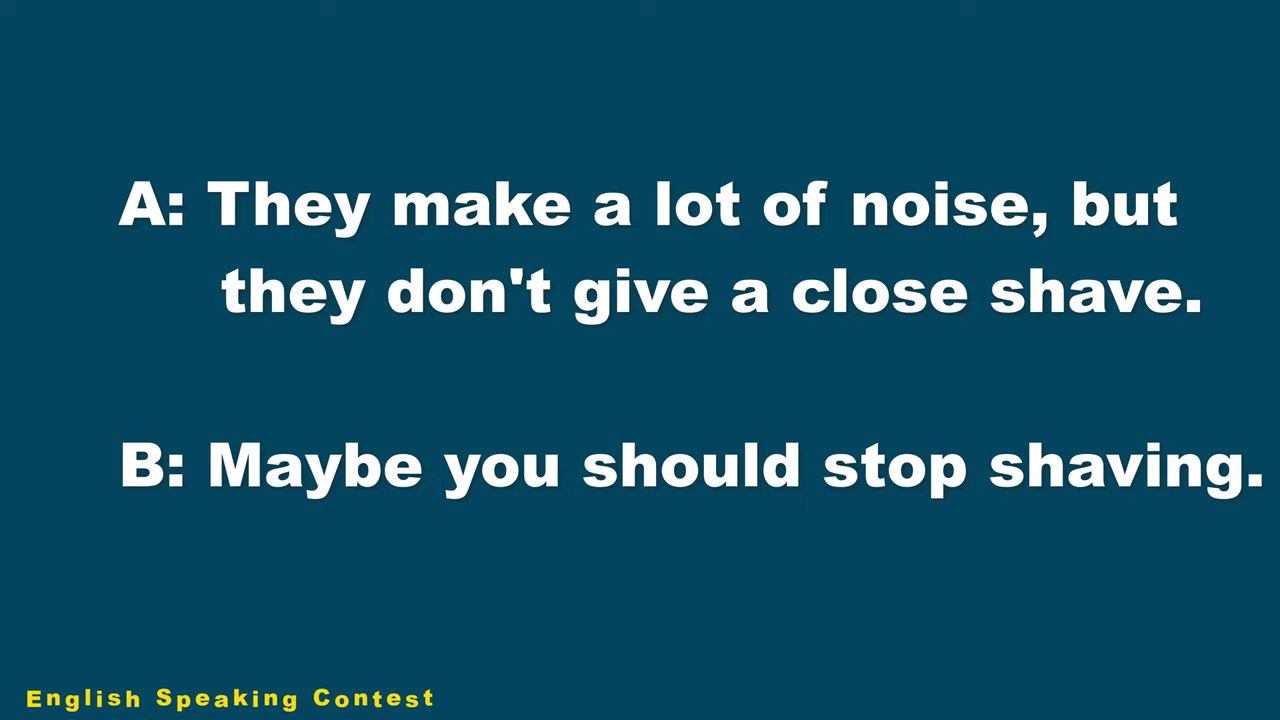 A: They make a lot of noise, but
they don't give a close shave.
B: Maybe you should stop shaving.
English Speaking Contest